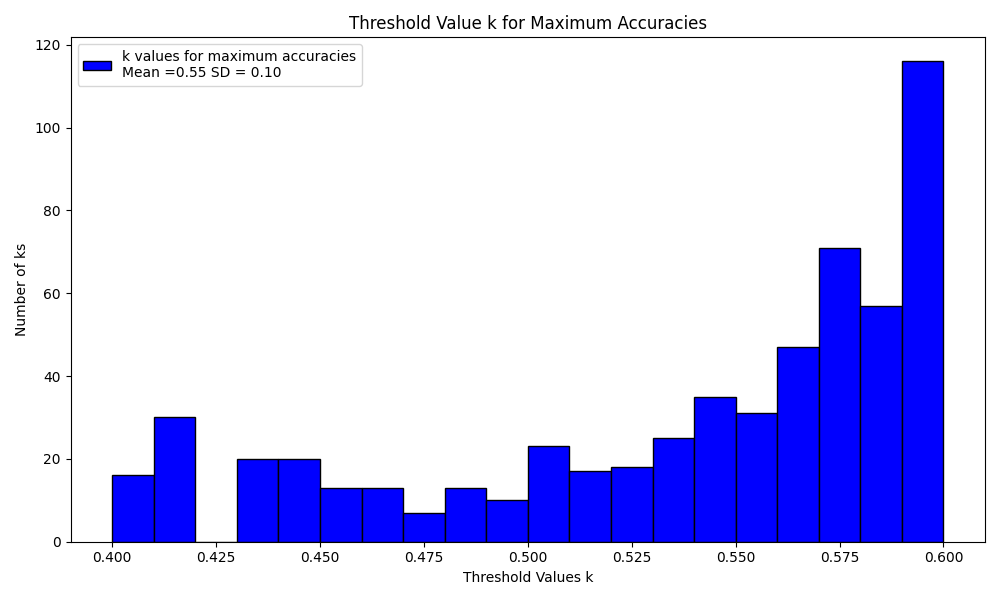 Threshold Value k for Maximum Accuracies
k values for maximum accuracies
Mean =0.55 SD = 0.10
Number of ks
120
100
80
60
40
20
0
0.400 0.425 0.450 0.475 0.500 0.525 0.550 0.575 0.600
Threshold Values k